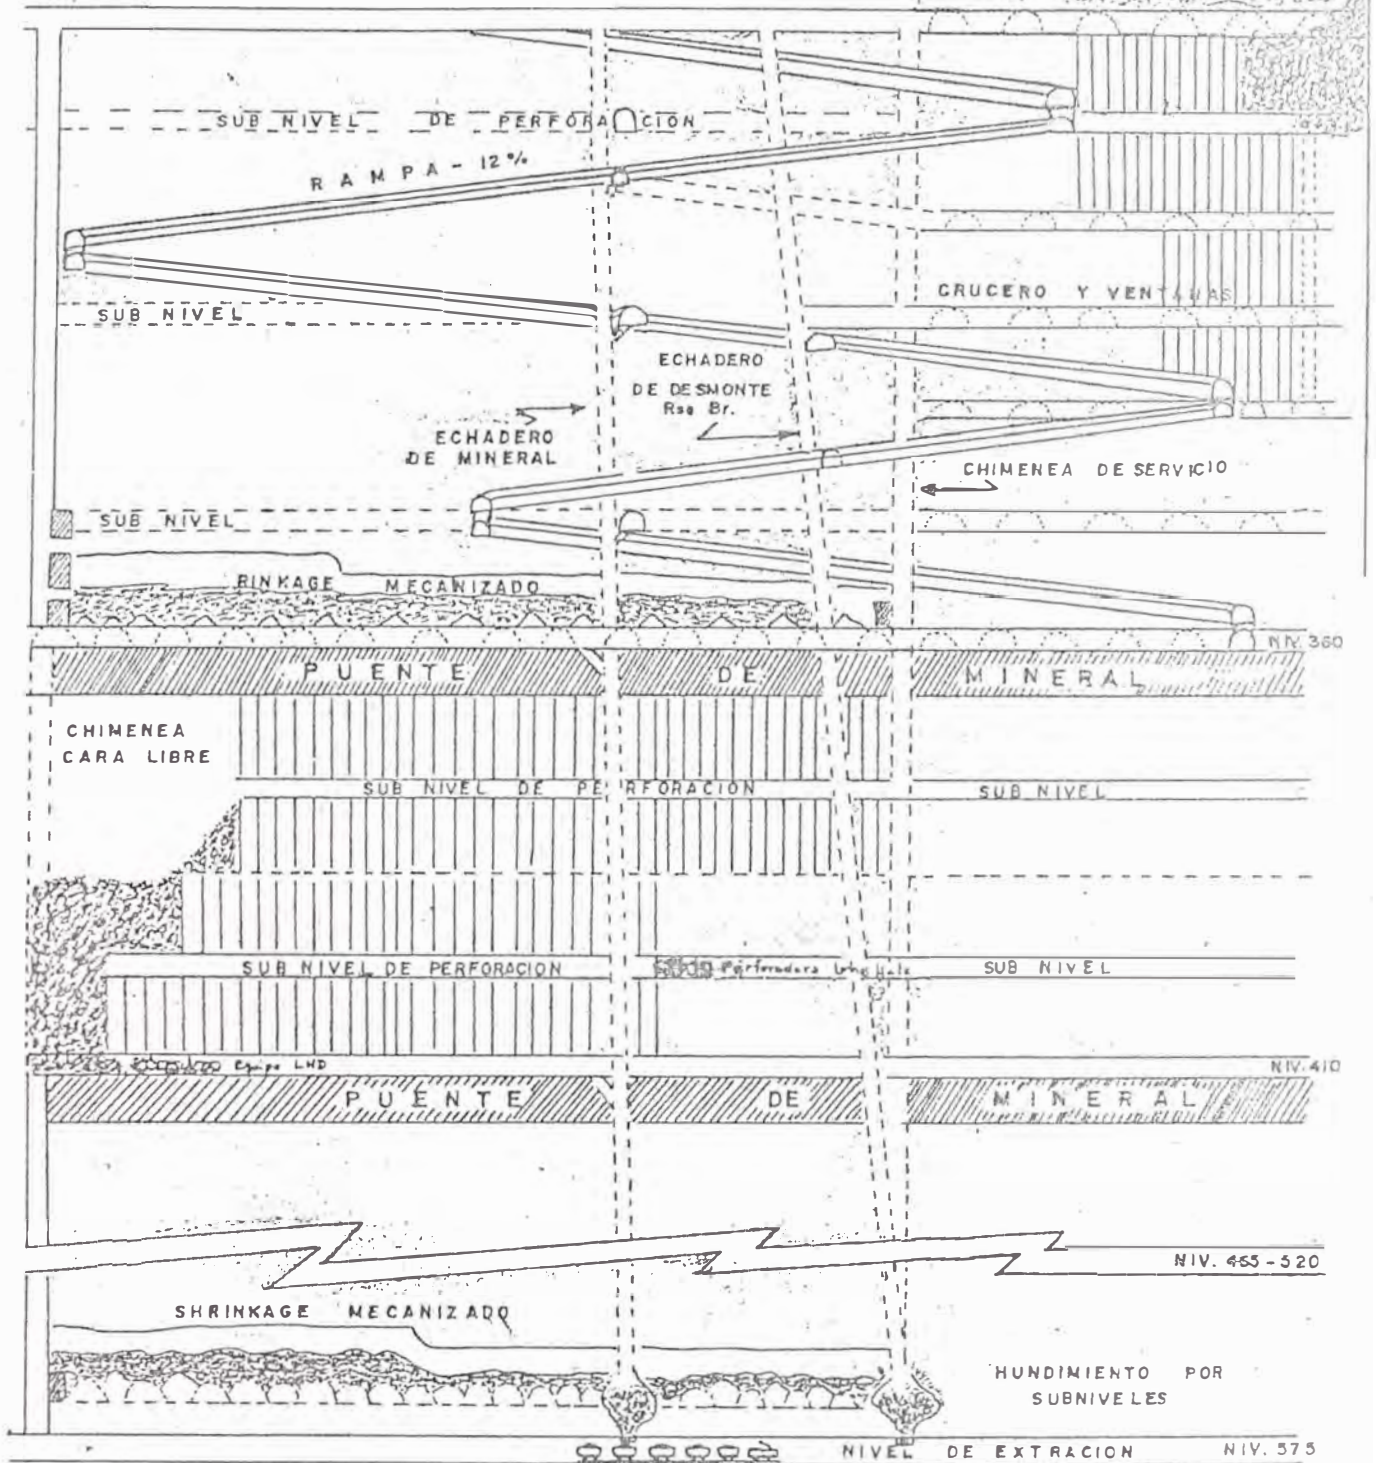 SUB NIVEL DE PERFORACION
RAMPA - 12%
CRUCERO Y VENTANAS
SUB NIVEL
ECHADERO
DE DESMONTE
Rse Br.
ECHADERO
DE MINERAL
CHIMENEA DE SERVICIO
SUB NIVEL
RINKAGE MECANIZADO
NIV. 360
PUENTE DE MINERAL
CHIMENEA
CARA LIBRE
SUB NIVEL DE PERFORACION SUB NIVEL
SUB NIVEL DE PERFORACION Perforadora Long Hole SUB NIVEL
Equipo LHD NIV. 410
PUENTE DE MINERAL
NIV. 455-520
SHRINKAGE MECANIZADO
HUNDIMIENTO POR
SUBNIVELES
NIVEL DE EXTRACION NIV. 575